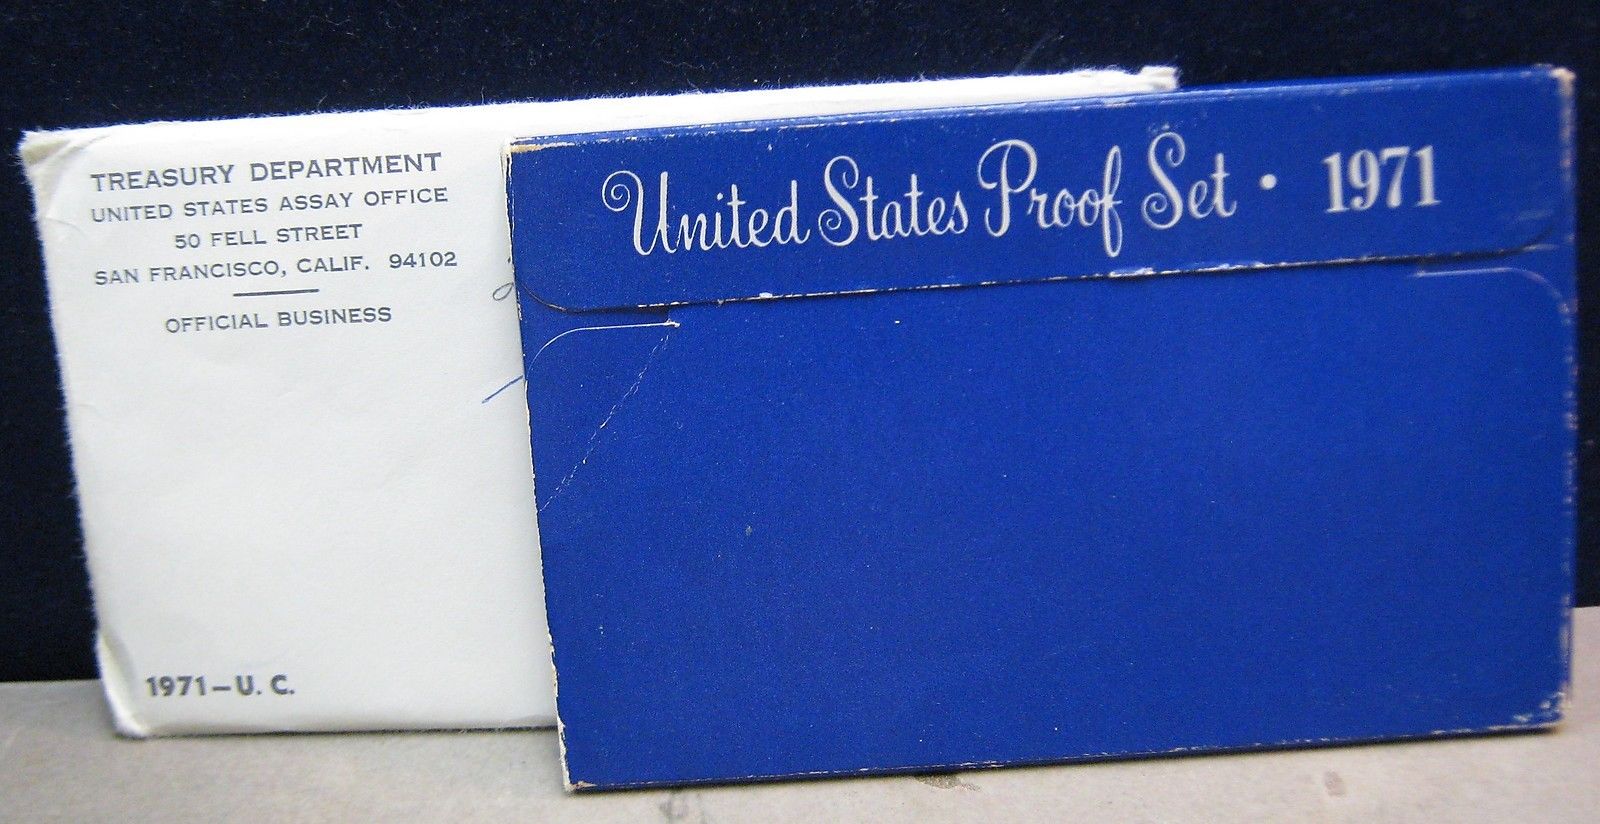 TREASURY DEPARTMENT
UNITED STATES ASSAY OFFICE
50 FELL STREET
SAN FRANCISCO, CALIF. 94102
OFFICIAL BUSINESS
1971-U. C.
United States Proof Set · 1971